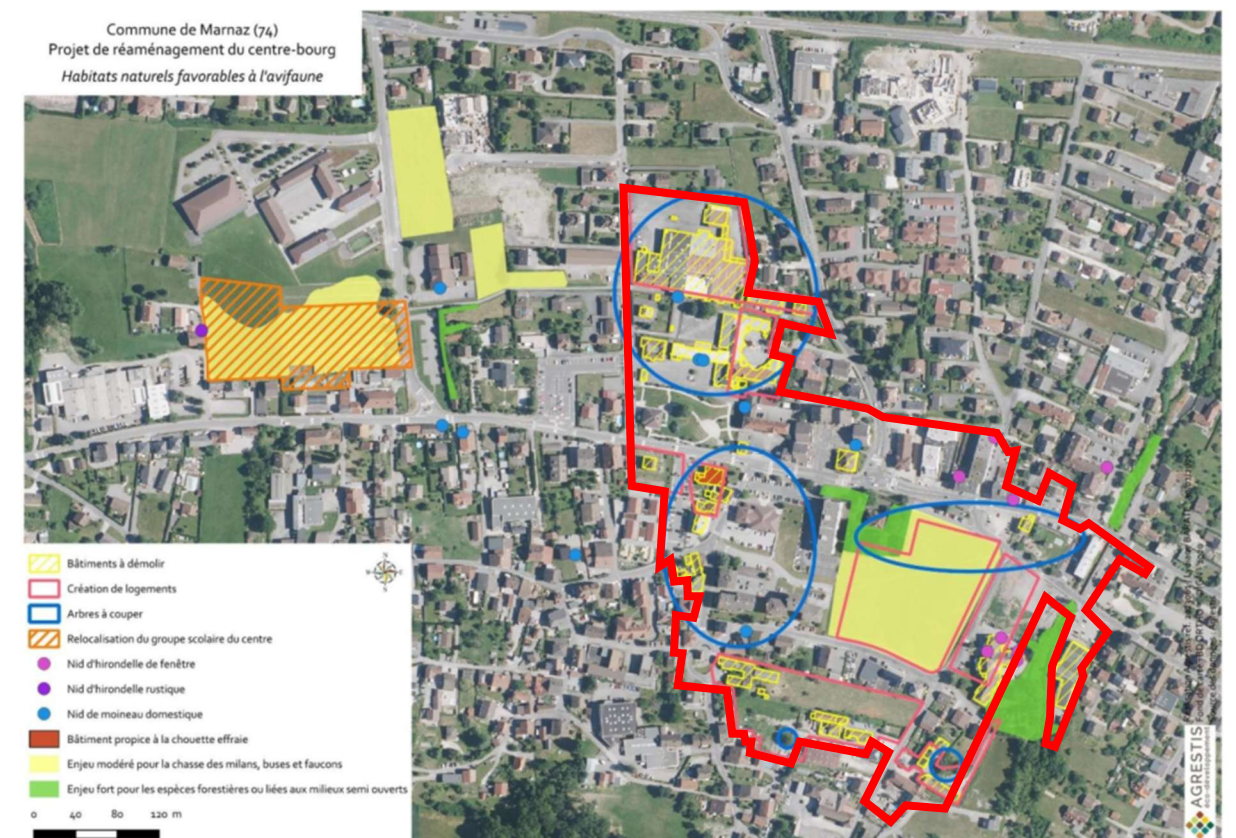 Commune de Marnaz (74)
Projet de réaménagement du centre-bourg
Habitats naturels favorables à l'avifaune
Bâtiments à démolir
Création de logements
Arbres à couper
Relocalisation du groupe scolaire du centre
Nid d'hirondelle de fenêtre
Nid d'hirondelle rustique
Nid de moineau domestique
Bâtiment propice à la chouette effraie
Enjeu modéré pour la chasse des milans, buses et faucons
Enjeu fort pour les espèces forestières ou liées aux milieux semi ouverts
0 40 80 120 m
AGRESTIS
éco-développement